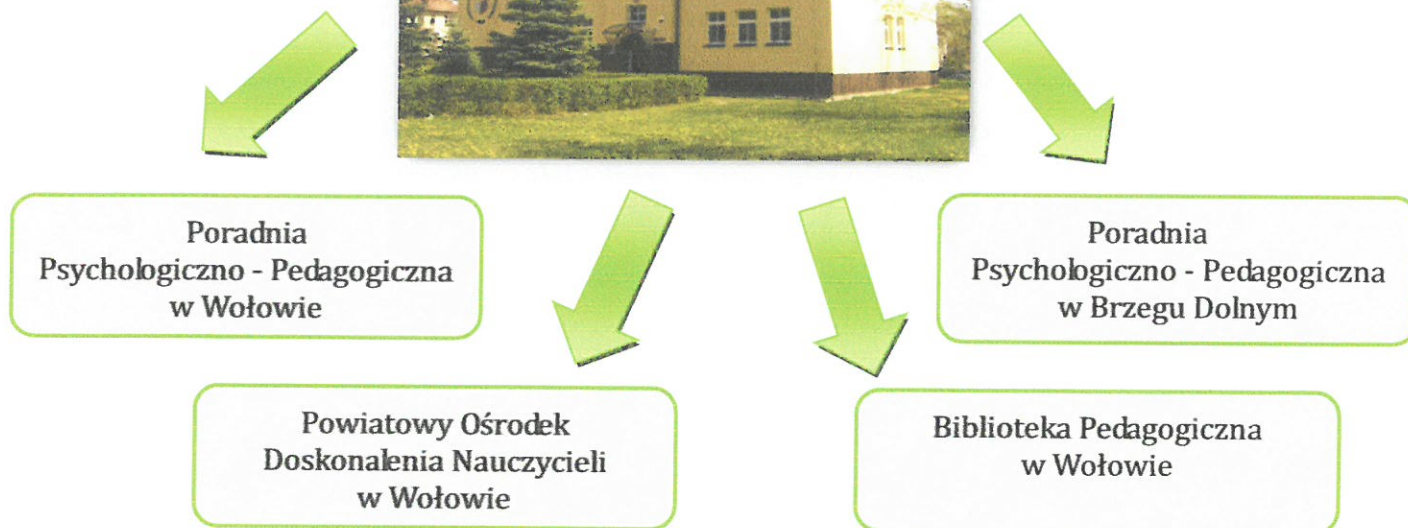 Poradnia
Psychologiczno - Pedagogiczna
w Wołowie
Poradnia
Psychologiczno - Pedagogiczna
w Brzegu Dolnym
Powiatowy Ośrodek
Doskonalenia Nauczycieli
w Wołowie
Biblioteka Pedagogiczna
w Wołowie